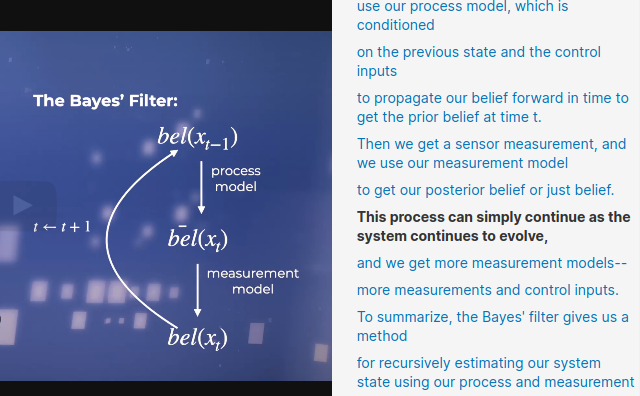 The Bayes' Filter:
bel(x_{t−1})
process
model
t ← t + 1
b̄el(x_t)
measurement
model
bel(x_t)
use our process model, which is
conditioned
on the previous state and the control
inputs
to propagate our belief forward in time to
get the prior belief at time t.
Then we get a sensor measurement, and
we use our measurement model
to get our posterior belief or just belief.
This process can simply continue as the
system continues to evolve,
and we get more measurement models--
more measurements and control inputs.
To summarize, the Bayes' filter gives us a
method
for recursively estimating our system
state using our process and measurement